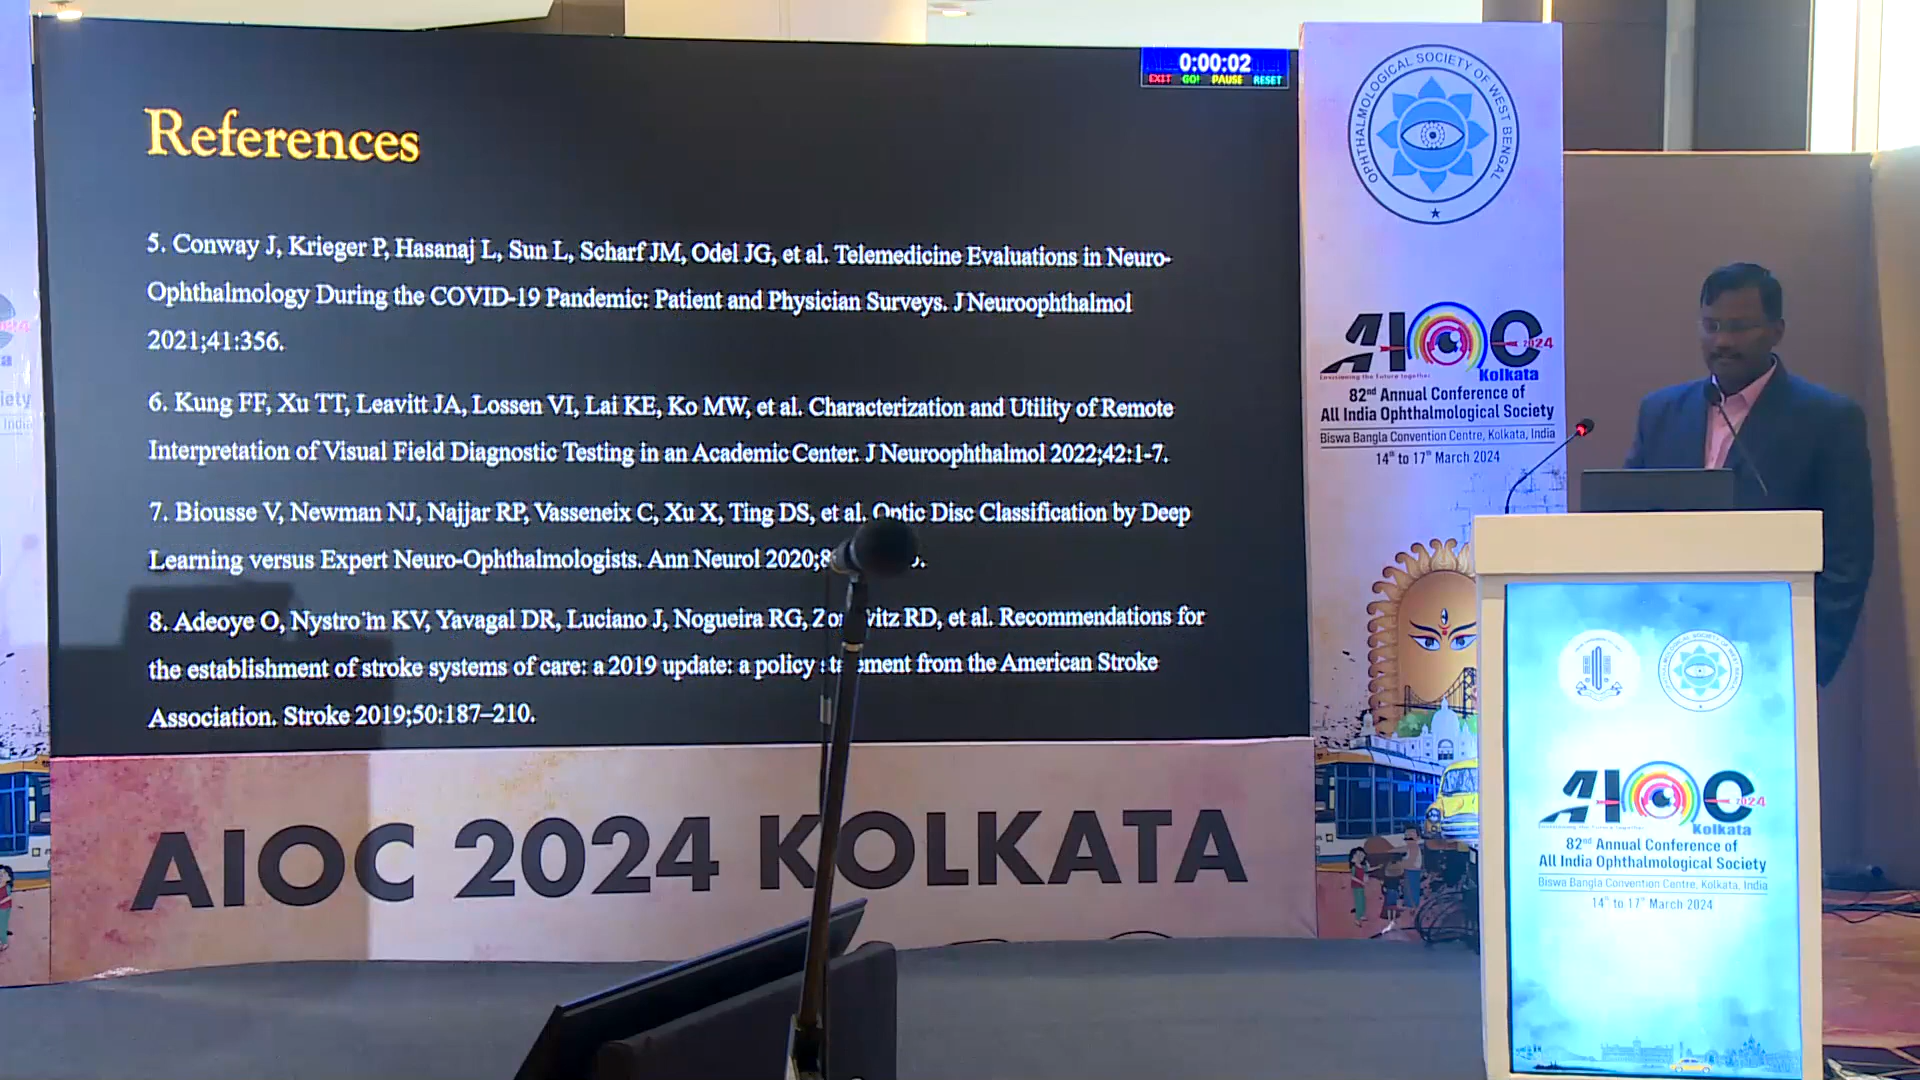 0:00:02
EXIT GO! PAUSE RESET
References
5. Conway J, Krieger P, Hasanaj L, Sun L, Scharf JM, Odel JG, et al. Telemedicine Evaluations in Neuro-
Ophthalmology During the COVID-19 Pandemic: Patient and Physician Surveys. J Neuroophthalmol
2021;41:356.
6. Kung FF, Xu TT, Leavitt JA, Lossen VI, Lai KE, Ko MW, et al. Characterization and Utility of Remote
Interpretation of Visual Field Diagnostic Testing in an Academic Center. J Neuroophthalmol 2022;42:1-7.
7. Biousse V, Newman NJ, Najjar RP, Vasseneix C, Xu X, Ting DS, et al. Optic Disc Classification by Deep
Learning versus Expert Neuro-Ophthalmologists. Ann Neurol 2020;
8. Adeoye O, Nystro¨m KV, Yavagal DR, Luciano J, Nogueira RG, RD, et al. Recommendations for
the establishment of stroke systems of care: a 2019 update: a policy statement from the American Stroke
Association. Stroke 2019;50:187–210.
AIOC 2024 KOLKATA
OPHTHALMOLOGICAL SOCIETY OF WEST BENGAL
AIOC 2024
Envisioning the Future together
Kolkata
82nd Annual Conference of
All India Ophthalmological Society
Biswa Bangla Convention Centre, Kolkata, India
14th to 17th March 2024
AIOC 2024
Kolkata
82nd Annual Conference of
All India Ophthalmological Society
Biswa Bangla Convention Centre, Kolkata, India
14th to 17th March 2024